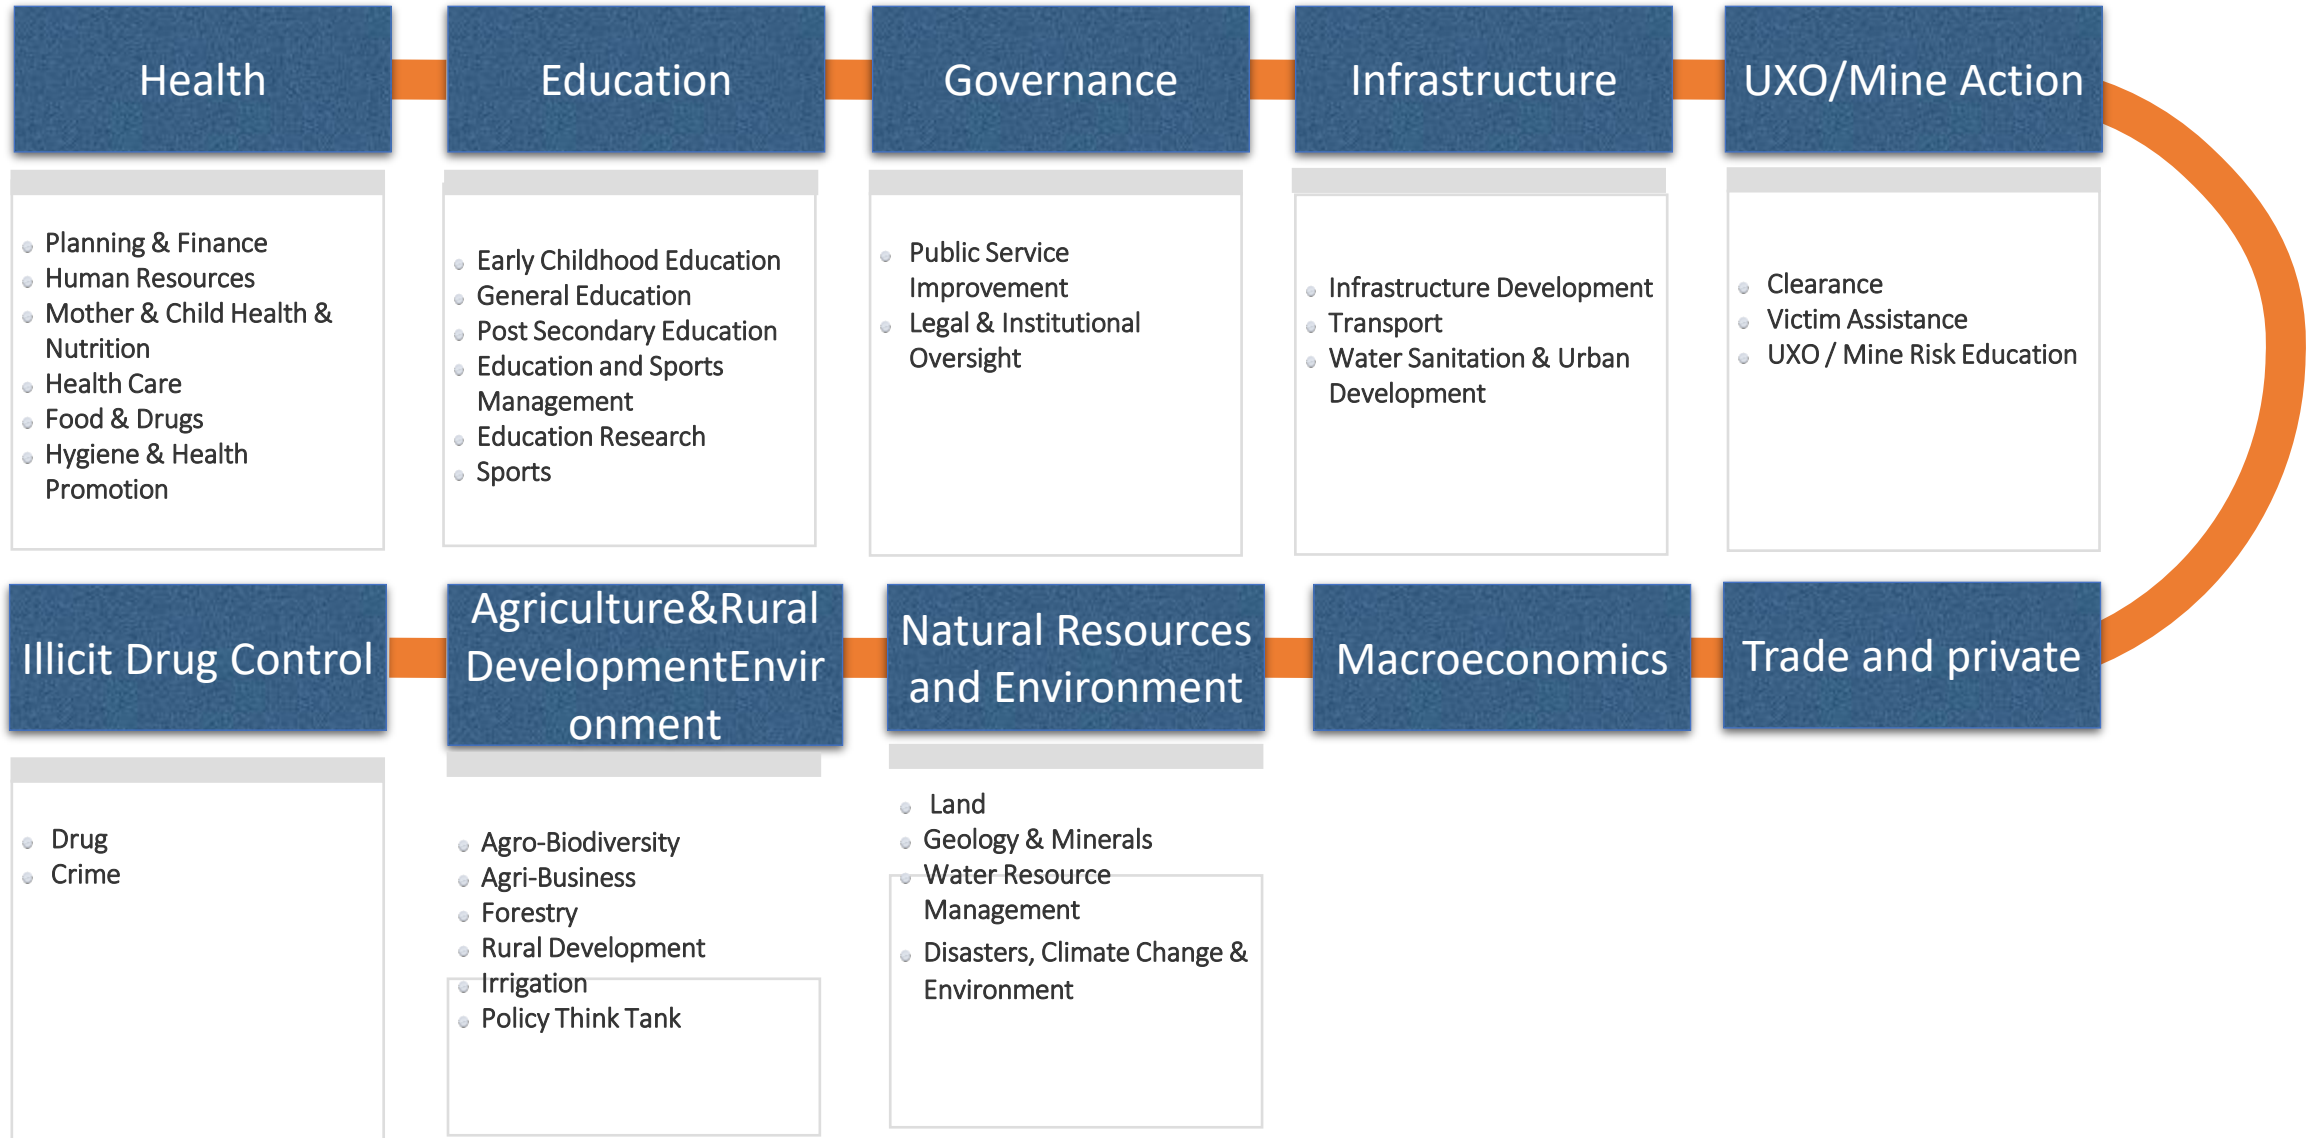 Health
Education
Governance
Infrastructure
UXO/Mine Action
Planning & Finance
Human Resources
Mother & Child Health &
Nutrition
Health Care
Food & Drugs
Hygiene & Health
Promotion
Early Childhood Education
General Education
Post Secondary Education
Education and Sports
Management
Education Research
Sports
Public Service
Improvement
Legal & Institutional
Oversight
Infrastructure Development
Transport
Water Sanitation & Urban
Development
Clearance
Victim Assistance
UXO / Mine Risk Education
Illicit Drug Control
Agriculture&Rural
DevelopmentEnvir
onment
Natural Resources
and Environment
Macroeconomics
Trade and private
Drug
Crime
Agro-Biodiversity
Agri-Business
Forestry
Rural Development
Irrigation
Policy Think Tank
Land
Geology & Minerals
Water Resource
Management
Disasters, Climate Change &
Environment